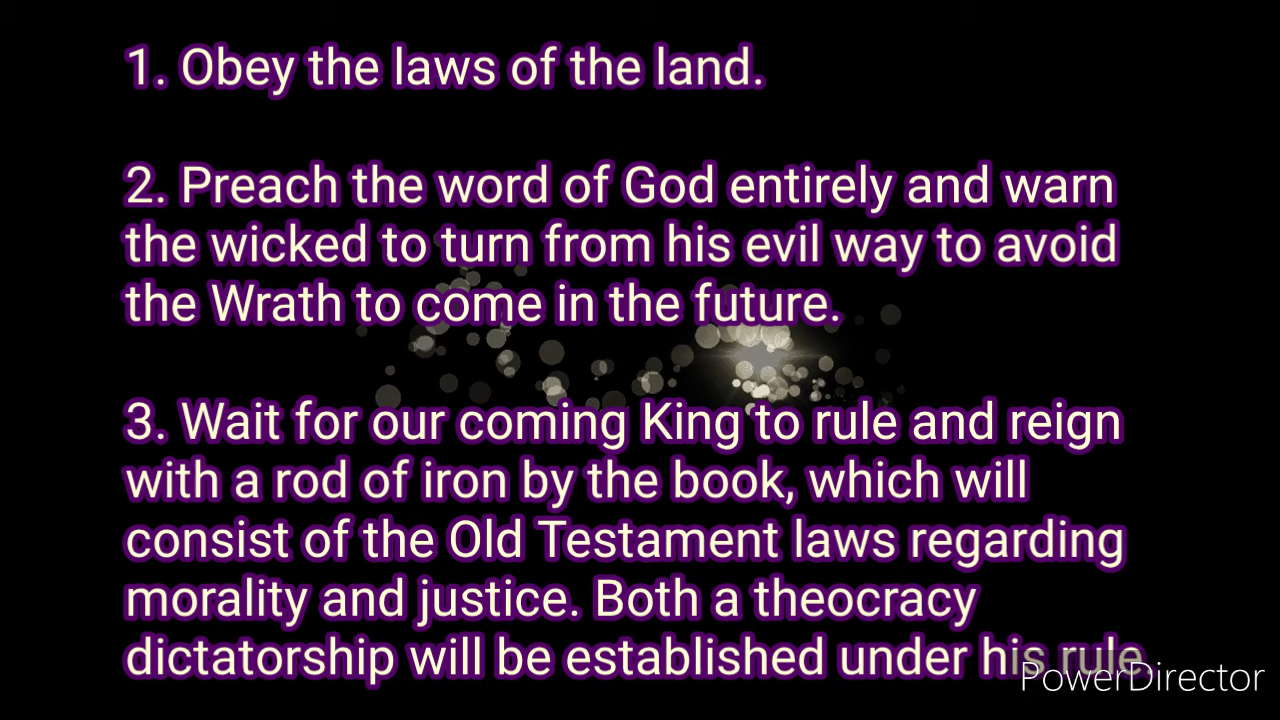 1. Obey the laws of the land.
2. Preach the word of God entirely and warn
the wicked to turn from his evil way to avoid
the Wrath to come in the future.
3. Wait for our coming King to rule and reign
with a rod of iron by the book, which will
consist of the Old Testament laws regarding
morality and justice. Both a theocracy
dictatorship will be established under his rule
PowerDirector